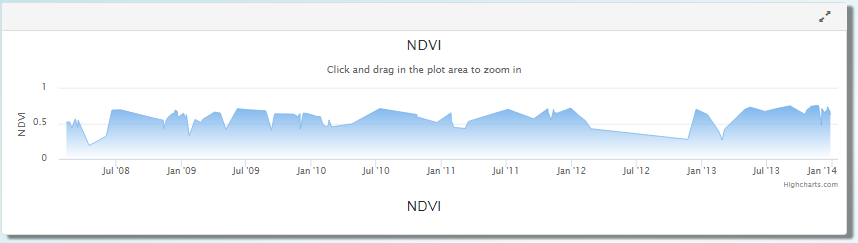 NDVI
Click and drag in the plot area to zoom in
NDVI
1
0.5
0
Jul '08 Jan '09 Jul '09 Jan '10 Jul '10 Jan '11 Jul '11 Jan '12 Jul '12 Jan '13 Jul '13 Jan '14
Highcharts.com
NDVI